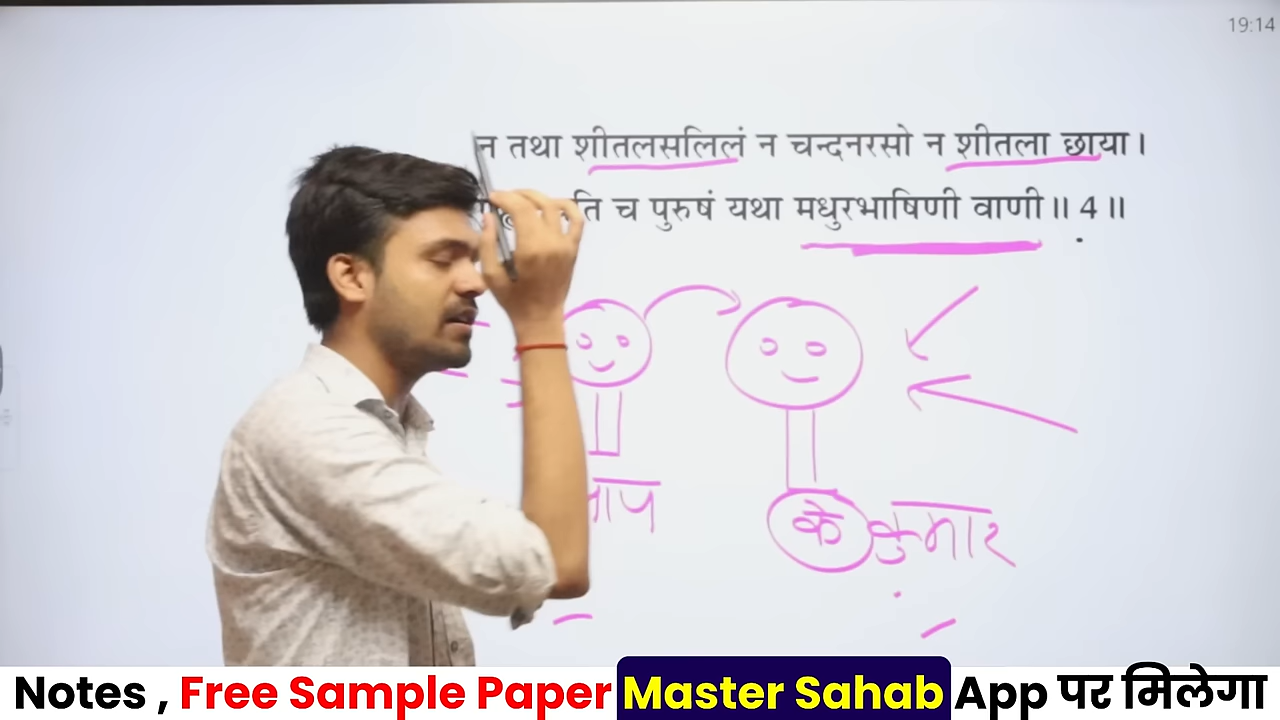 19:14
न तथा शीतलसलिलं न चन्दनरसो न शीतला छाया।
च पुरुषं यथा मधुरभाषिणी वाणी॥ 4॥
के कुमार
Notes , Free Sample Paper Master Sahab App पर मिलेगा